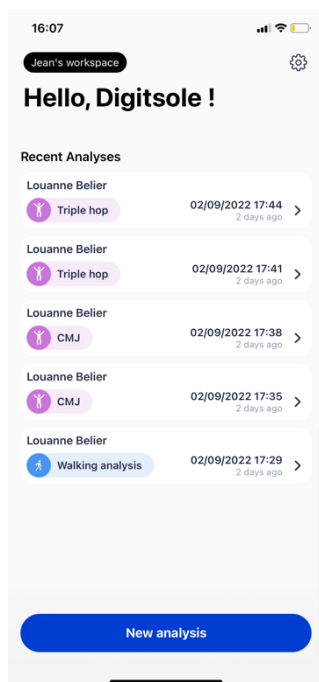 16:07
Jean's workspace
Hello, Digitsole !
Recent Analyses
Louanne Belier
Triple hop
02/09/2022 17:44
2 days ago
Louanne Belier
Triple hop
02/09/2022 17:41
2 days ago
Louanne Belier
CMJ
02/09/2022 17:38
2 days ago
Louanne Belier
CMJ
02/09/2022 17:35
2 days ago
Louanne Belier
Walking analysis
02/09/2022 17:29
2 days ago
New analysis